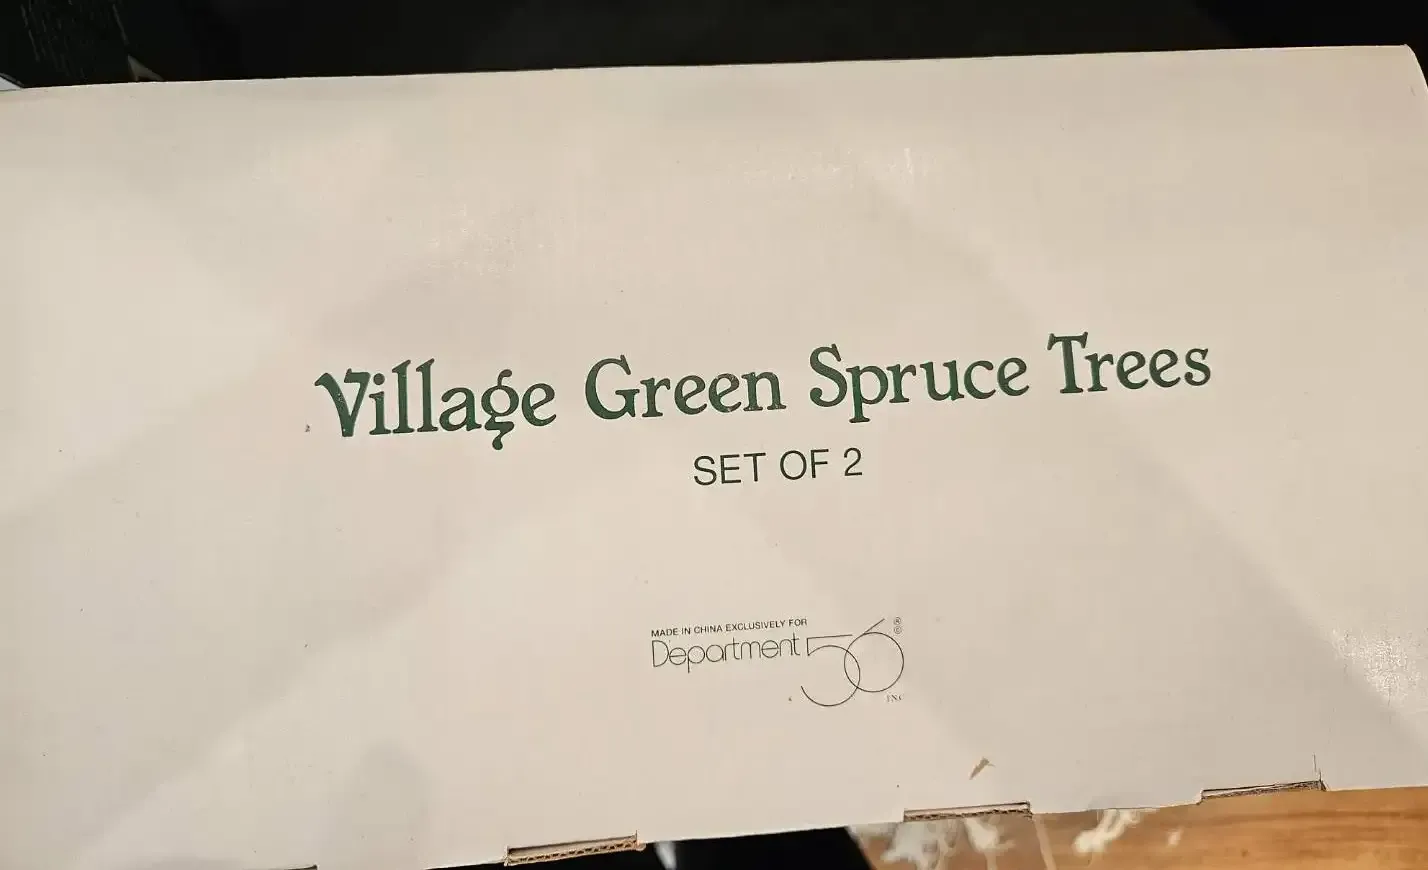 Village Green Spruce Trees
SET OF 2
MADE IN CHINA EXCLUSIVELY FOR
Department 56 ®
©
INC